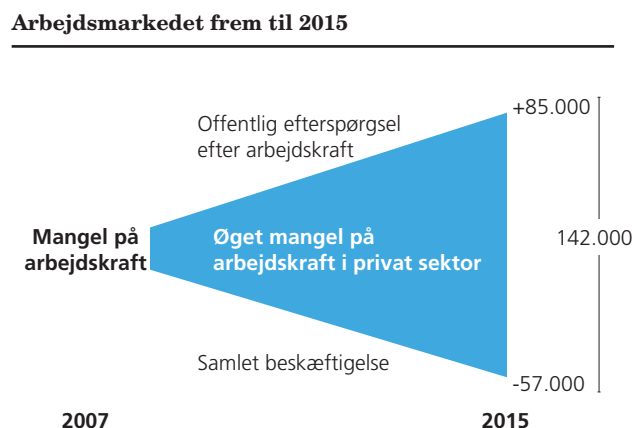 Arbejdsmarkedet frem til 2015
+85.000
Offentlig efterspørgsel
efter arbejdskraft
Mangel på
arbejdskraft
Øget mangel på
arbejdskraft i privat sektor
142.000
Samlet beskæftigelse
-57.000
2007
2015